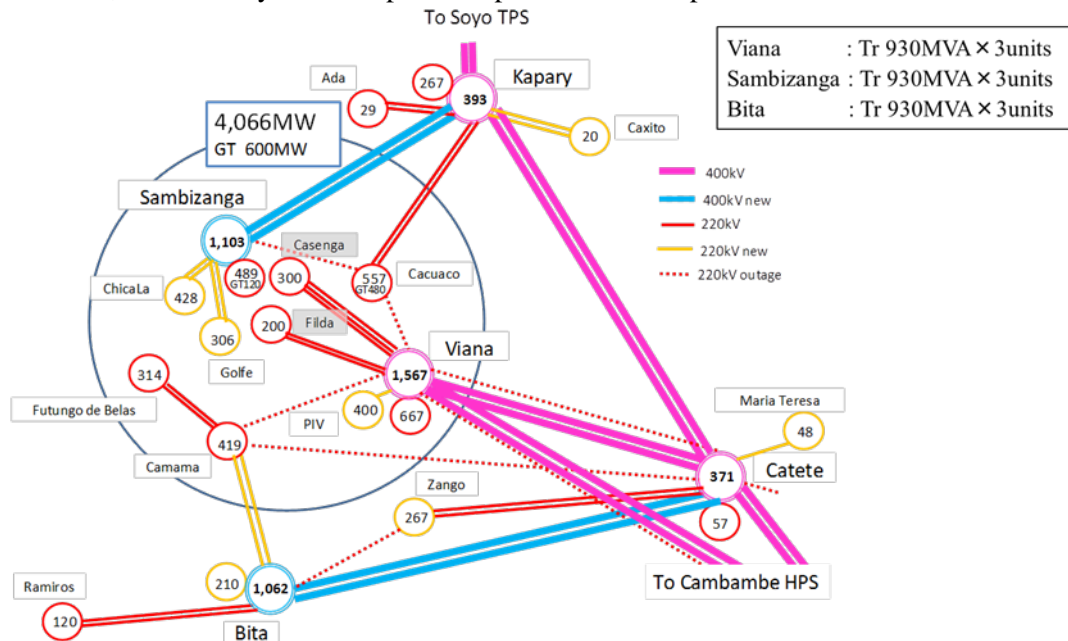 To Soyo TPS
Viana : Tr 930MVA×3units
Sambizanga : Tr 930MVA×3units
Bita : Tr 930MVA×3units
Ada
267
Kapary
393
29
4,066MW
GT 600MW
20
Caxito
400kV
400kV new
220kV
220kV new
220kV outage
Sambizanga
1,103
Casenga
489
GT120
300
557
GT480
Cacuaco
ChicaLa
428
200
Filda
306
Viana
Golfe
1,567
314
Futungo de Belas
PIV
400
667
Maria Teresa
48
419
Camama
Catete
371
Zango
267
57
210
1,062
To Cambambe HPS
Ramiros
120
Bita